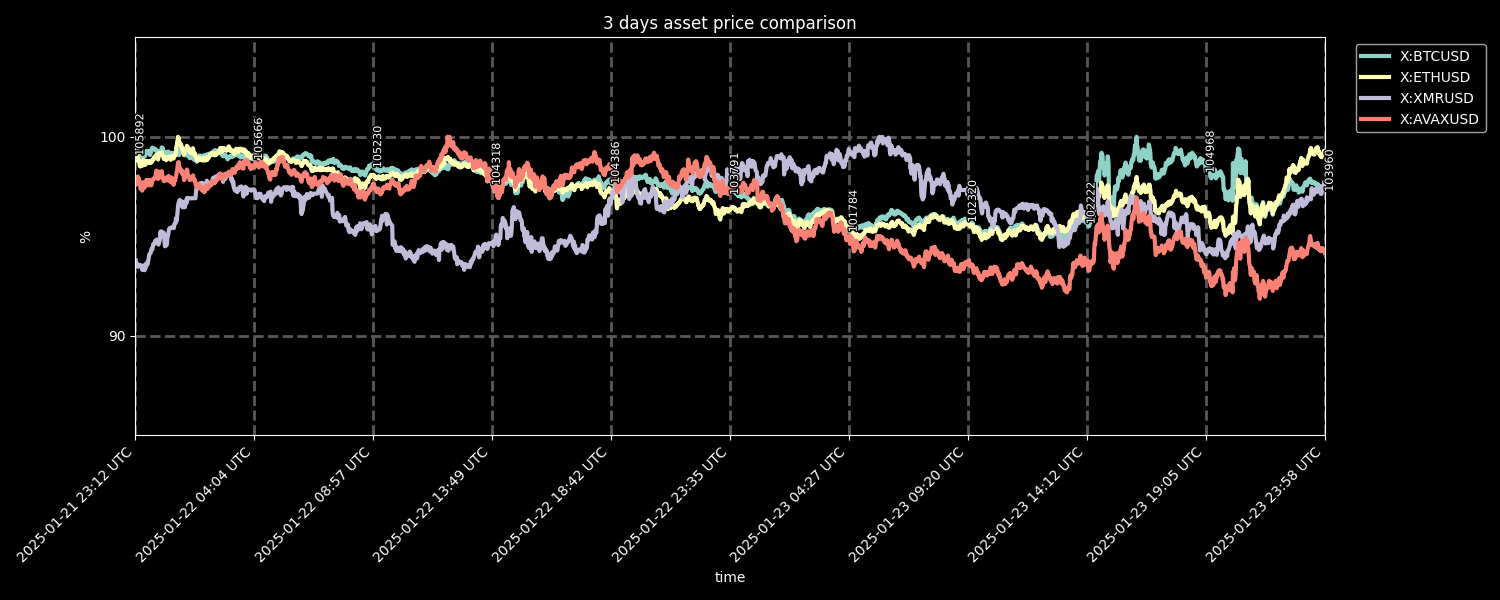 3 days asset price comparison
X:BTCUSD
X:ETHUSD
X:XMRUSD
X:AVAXUSD
%
100
90
105892
105666
105230
104318
104386
103791
101784
102320
102222
104968
103960
2025-01-21 23:12 UTC
2025-01-22 04:04 UTC
2025-01-22 08:57 UTC
2025-01-22 13:49 UTC
2025-01-22 18:42 UTC
2025-01-22 23:35 UTC
2025-01-23 04:27 UTC
2025-01-23 09:20 UTC
2025-01-23 14:12 UTC
2025-01-23 19:05 UTC
2025-01-23 23:58 UTC
time